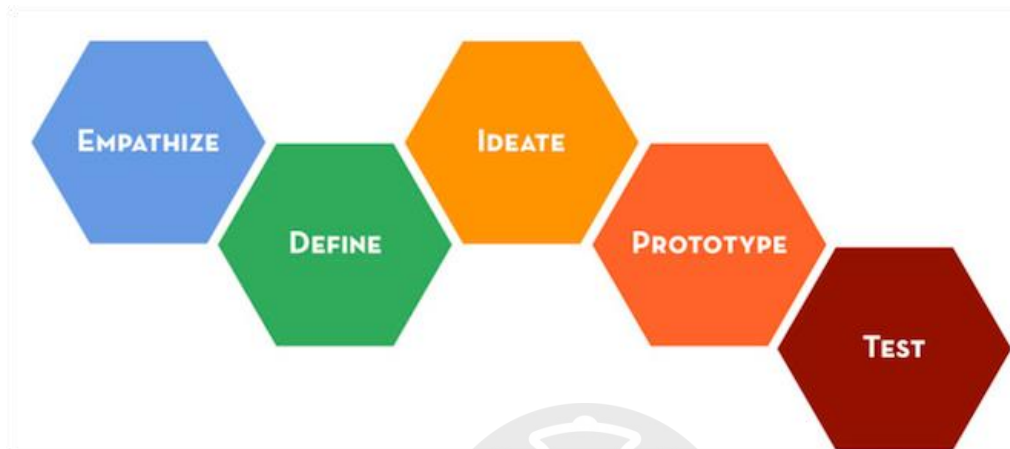 EMPATHIZE
DEFINE
IDEATE
PROTOTYPE
TEST